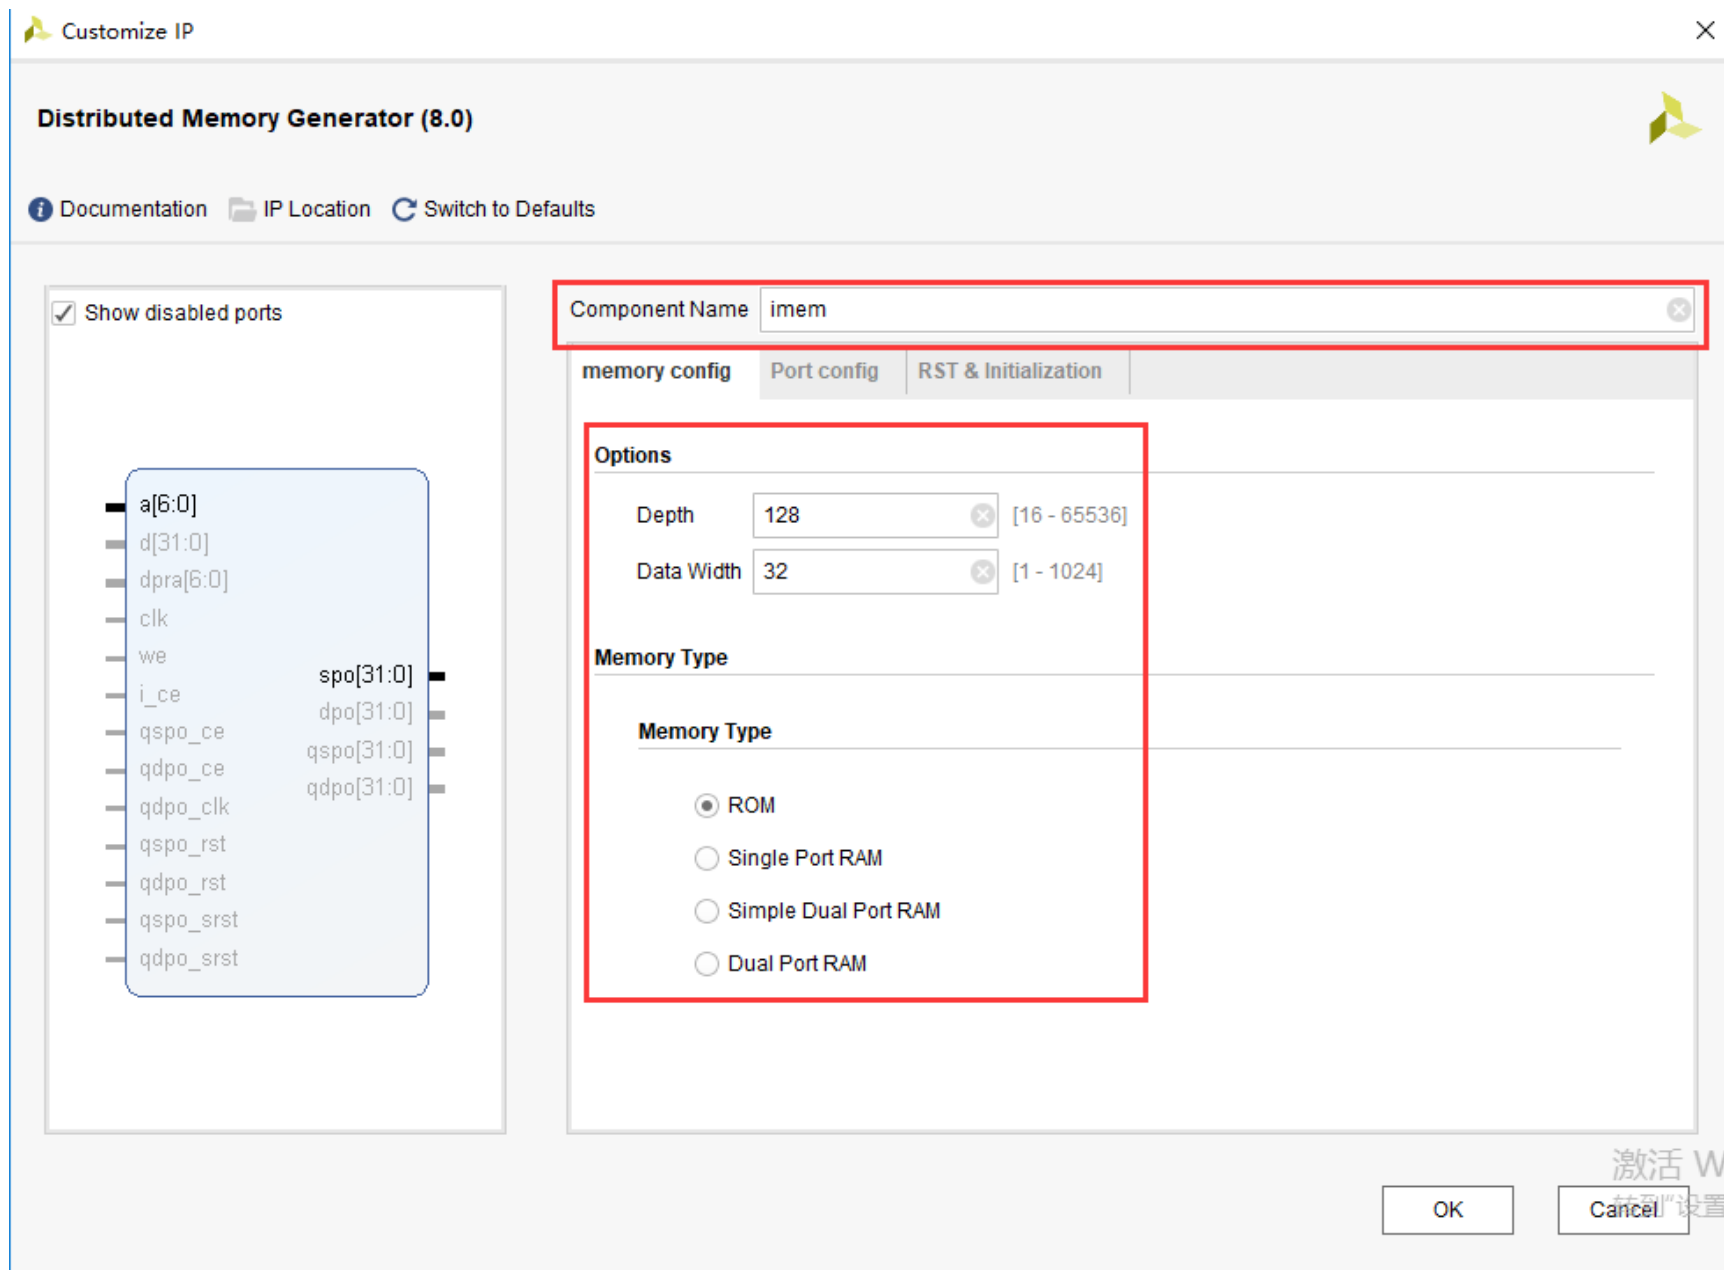 Customize IP
Distributed Memory Generator (8.0)
Documentation IP Location Switch to Defaults
Show disabled ports
a[6:0]
d[31:0]
dpra[6:0]
clk
we
i_ce
qspo_ce
qdpo_ce
qdpo_clk
qspo_rst
qdpo_rst
qspo_srst
qdpo_srst
spo[31:0]
dpo[31:0]
qspo[31:0]
qdpo[31:0]
Component Name imem
memory config Port config RST & Initialization
Options
Depth 128 [16 - 65536]
Data Width 32 [1 - 1024]
Memory Type
Memory Type
ROM
Single Port RAM
Simple Dual Port RAM
Dual Port RAM
激活 W
转到"设置
OK Cancel